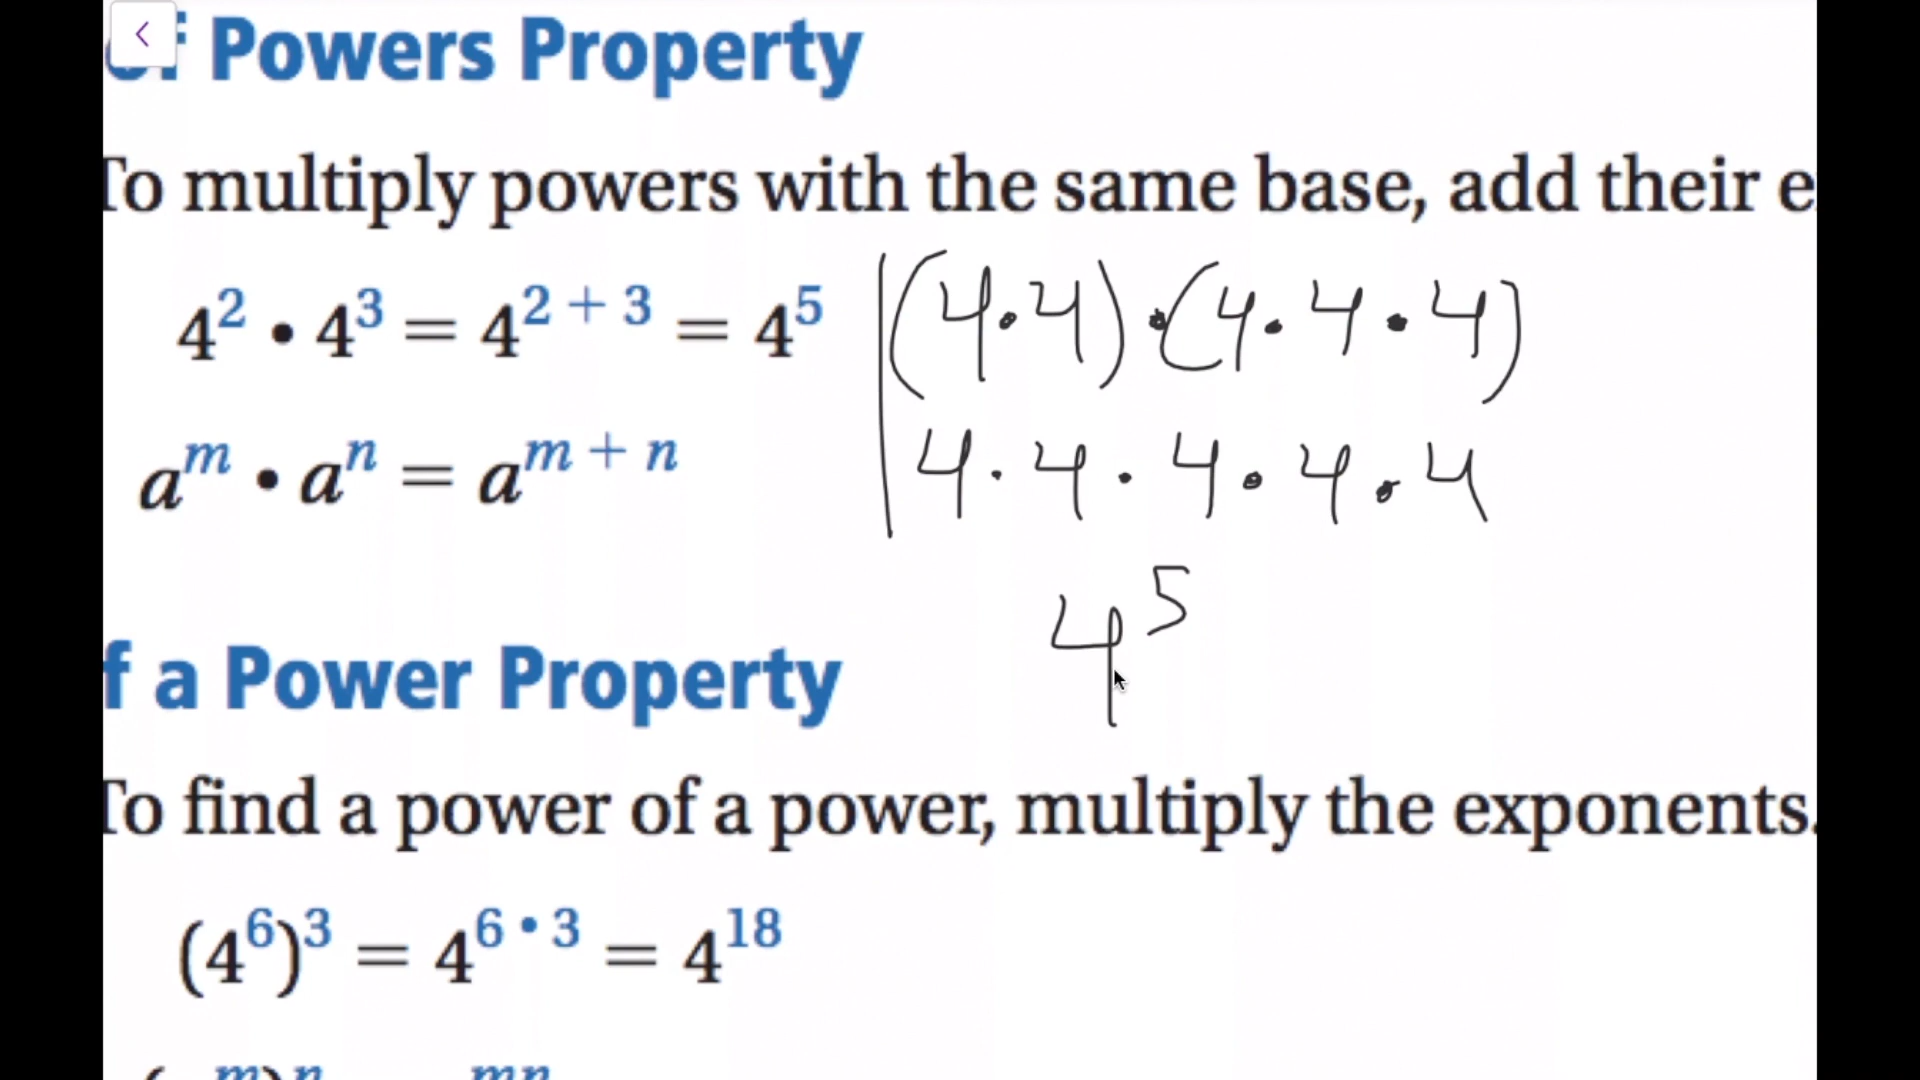 of Powers Property
To multiply powers with the same base, add their e
4² • 4³ = 4²⁺³ = 4⁵
(4·4)·(4·4·4)
aᵐ • aⁿ = aᵐ⁺ⁿ
4·4·4·4·4
4⁵
f a Power Property
To find a power of a power, multiply the exponents.
(4⁶)³ = 4⁶•³ = 4¹⁸